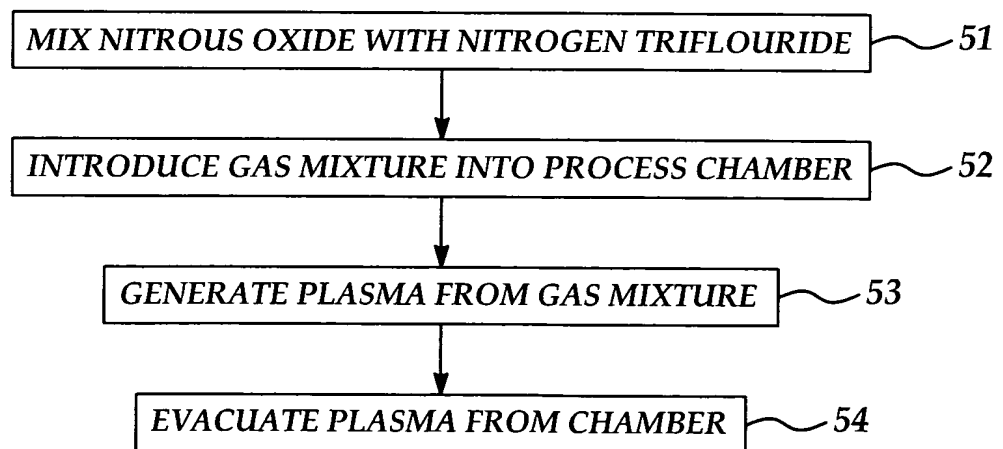 MIX NITROUS OXIDE WITH NITROGEN TRIFLOURIDE 51
INTRODUCE GAS MIXTURE INTO PROCESS CHAMBER 52
GENERATE PLASMA FROM GAS MIXTURE 53
EVACUATE PLASMA FROM CHAMBER 54